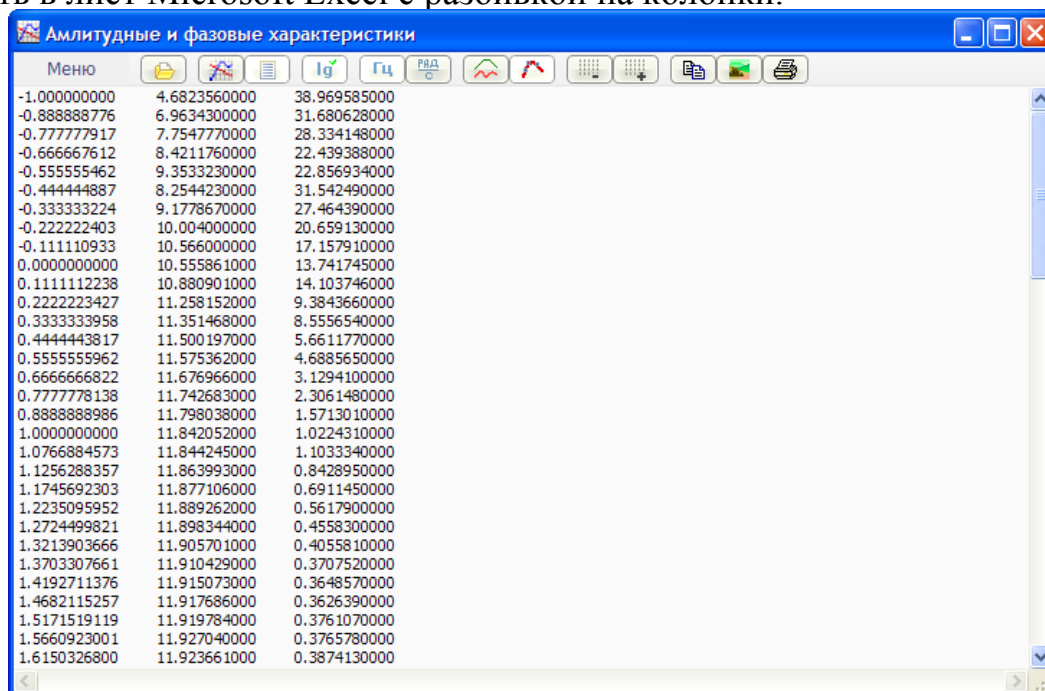 ть в лист Microsoft Excel с разбивкой на колонки.
Амлитудные и фазовые характеристики
Меню lg Гц РАД °
-1.000000000 4.6823560000 38.969585000
-0.888888776 6.9634300000 31.680628000
-0.777777917 7.7547770000 28.334148000
-0.666667612 8.4211760000 22.439388000
-0.555555462 9.3533230000 22.856934000
-0.444444887 8.2544230000 31.542490000
-0.333333224 9.1778670000 27.464390000
-0.222222403 10.004000000 20.659130000
-0.111110933 10.566000000 17.157910000
0.0000000000 10.555861000 13.741745000
0.1111112238 10.880901000 14.103746000
0.2222223427 11.258152000 9.3843660000
0.3333333958 11.351468000 8.5556540000
0.4444443817 11.500197000 5.6611770000
0.5555555962 11.575362000 4.6885650000
0.6666666822 11.676966000 3.1294100000
0.7777778138 11.742683000 2.3061480000
0.8888888986 11.798038000 1.5713010000
1.0000000000 11.842052000 1.0224310000
1.0766884573 11.844245000 1.1033340000
1.1256288357 11.863993000 0.8428950000
1.1745692303 11.877106000 0.6911450000
1.2235095952 11.889262000 0.5617900000
1.2724499821 11.898344000 0.4558300000
1.3213903666 11.905701000 0.4055810000
1.3703307661 11.910429000 0.3707520000
1.4192711376 11.915073000 0.3648570000
1.4682115257 11.917686000 0.3626390000
1.5171519119 11.919784000 0.3761070000
1.5660923001 11.927040000 0.3765780000
1.6150326800 11.923661000 0.3874130000